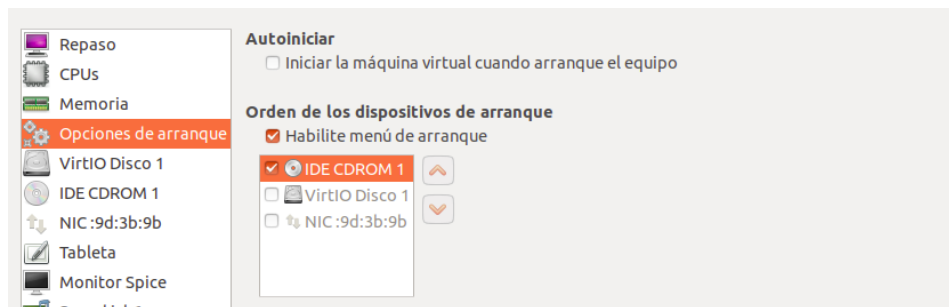 Repaso
CPUs
Memoria
Opciones de arranque
VirtIO Disco 1
IDE CDROM 1
NIC :9d:3b:9b
Tableta
Monitor Spice
Autoiniciar
Iniciar la máquina virtual cuando arranque el equipo
Orden de los dispositivos de arranque
Habilite menú de arranque
IDE CDROM 1
VirtIO Disco 1
NIC :9d:3b:9b